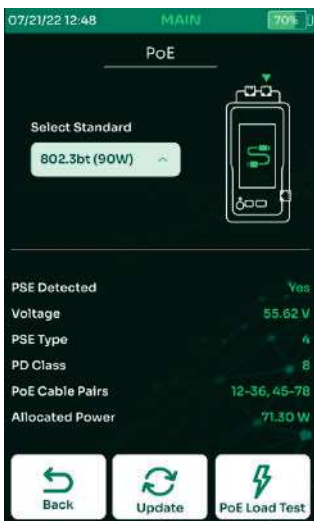 07/21/22 12:48 MAIN 70%
PoE
Select Standard
802.3bt (90W)
PSE Detected Yes
Voltage 55.62 V
PSE Type 4
PD Class 8
PoE Cable Pairs 12-36, 45-78
Allocated Power 71.30 W
Back Update PoE Load Test